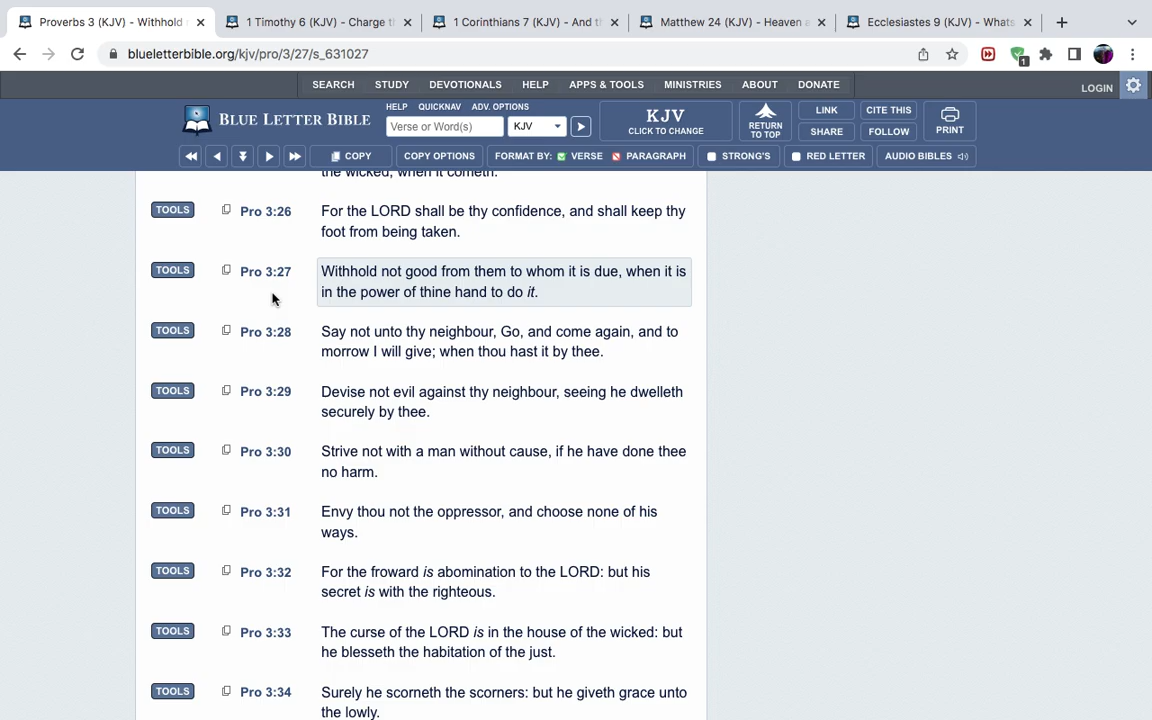 Proverbs 3 (KJV) - Withhold
1 Timothy 6 (KJV) - Charge t
1 Corinthians 7 (KJV) - And th
Matthew 24 (KJV) - Heaven a
Ecclesiastes 9 (KJV) - Whats
blueletterbible.org/kjv/pro/3/27/s_631027
1
SEARCH STUDY DEVOTIONALS HELP APPS & TOOLS MINISTRIES ABOUT DONATE LOGIN
BLUE LETTER BIBLE
HELP QUICKNAV ADV. OPTIONS
Verse or Word(s) KJV
KJV
CLICK TO CHANGE
RETURN
TO TOP
LINK CITE THIS
SHARE FOLLOW
PRINT
COPY COPY OPTIONS FORMAT BY: VERSE PARAGRAPH STRONG'S RED LETTER AUDIO BIBLES
the wicked, when it cometh.
TOOLS Pro 3:26 For the LORD shall be thy confidence, and shall keep thy
foot from being taken.
TOOLS Pro 3:27 Withhold not good from them to whom it is due, when it is
in the power of thine hand to do it.
TOOLS Pro 3:28 Say not unto thy neighbour, Go, and come again, and to
morrow I will give; when thou hast it by thee.
TOOLS Pro 3:29 Devise not evil against thy neighbour, seeing he dwelleth
securely by thee.
TOOLS Pro 3:30 Strive not with a man without cause, if he have done thee
no harm.
TOOLS Pro 3:31 Envy thou not the oppressor, and choose none of his
ways.
TOOLS Pro 3:32 For the froward is abomination to the LORD: but his
secret is with the righteous.
TOOLS Pro 3:33 The curse of the LORD is in the house of the wicked: but
he blesseth the habitation of the just.
TOOLS Pro 3:34 Surely he scorneth the scorners: but he giveth grace unto
the lowly.